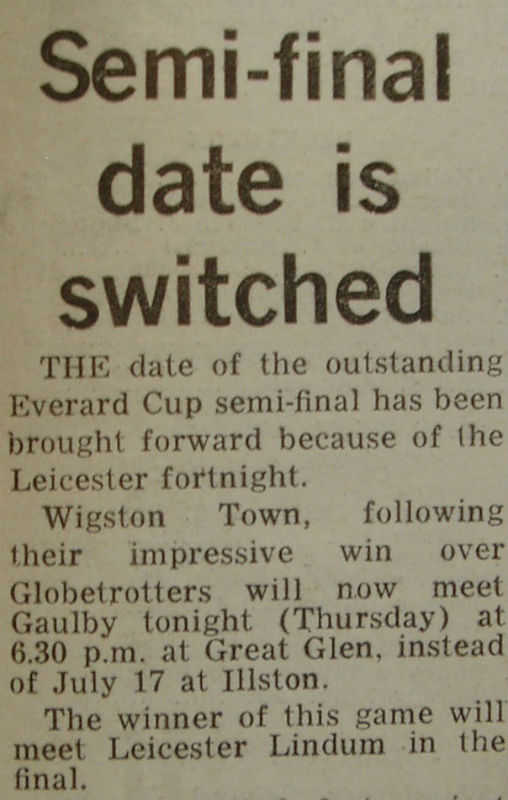 Semi-final
date is
switched
THE date of the outstanding
Everard Cup semi-final has been
brought forward because of the
Leicester fortnight.
Wigston Town, following
their impressive win over
Globetrotters will now meet
Gaulby tonight (Thursday) at
6.30 p.m. at Great Glen, instead
of July 17 at Illston.
The winner of this game will
meet Leicester Lindum in the
final.